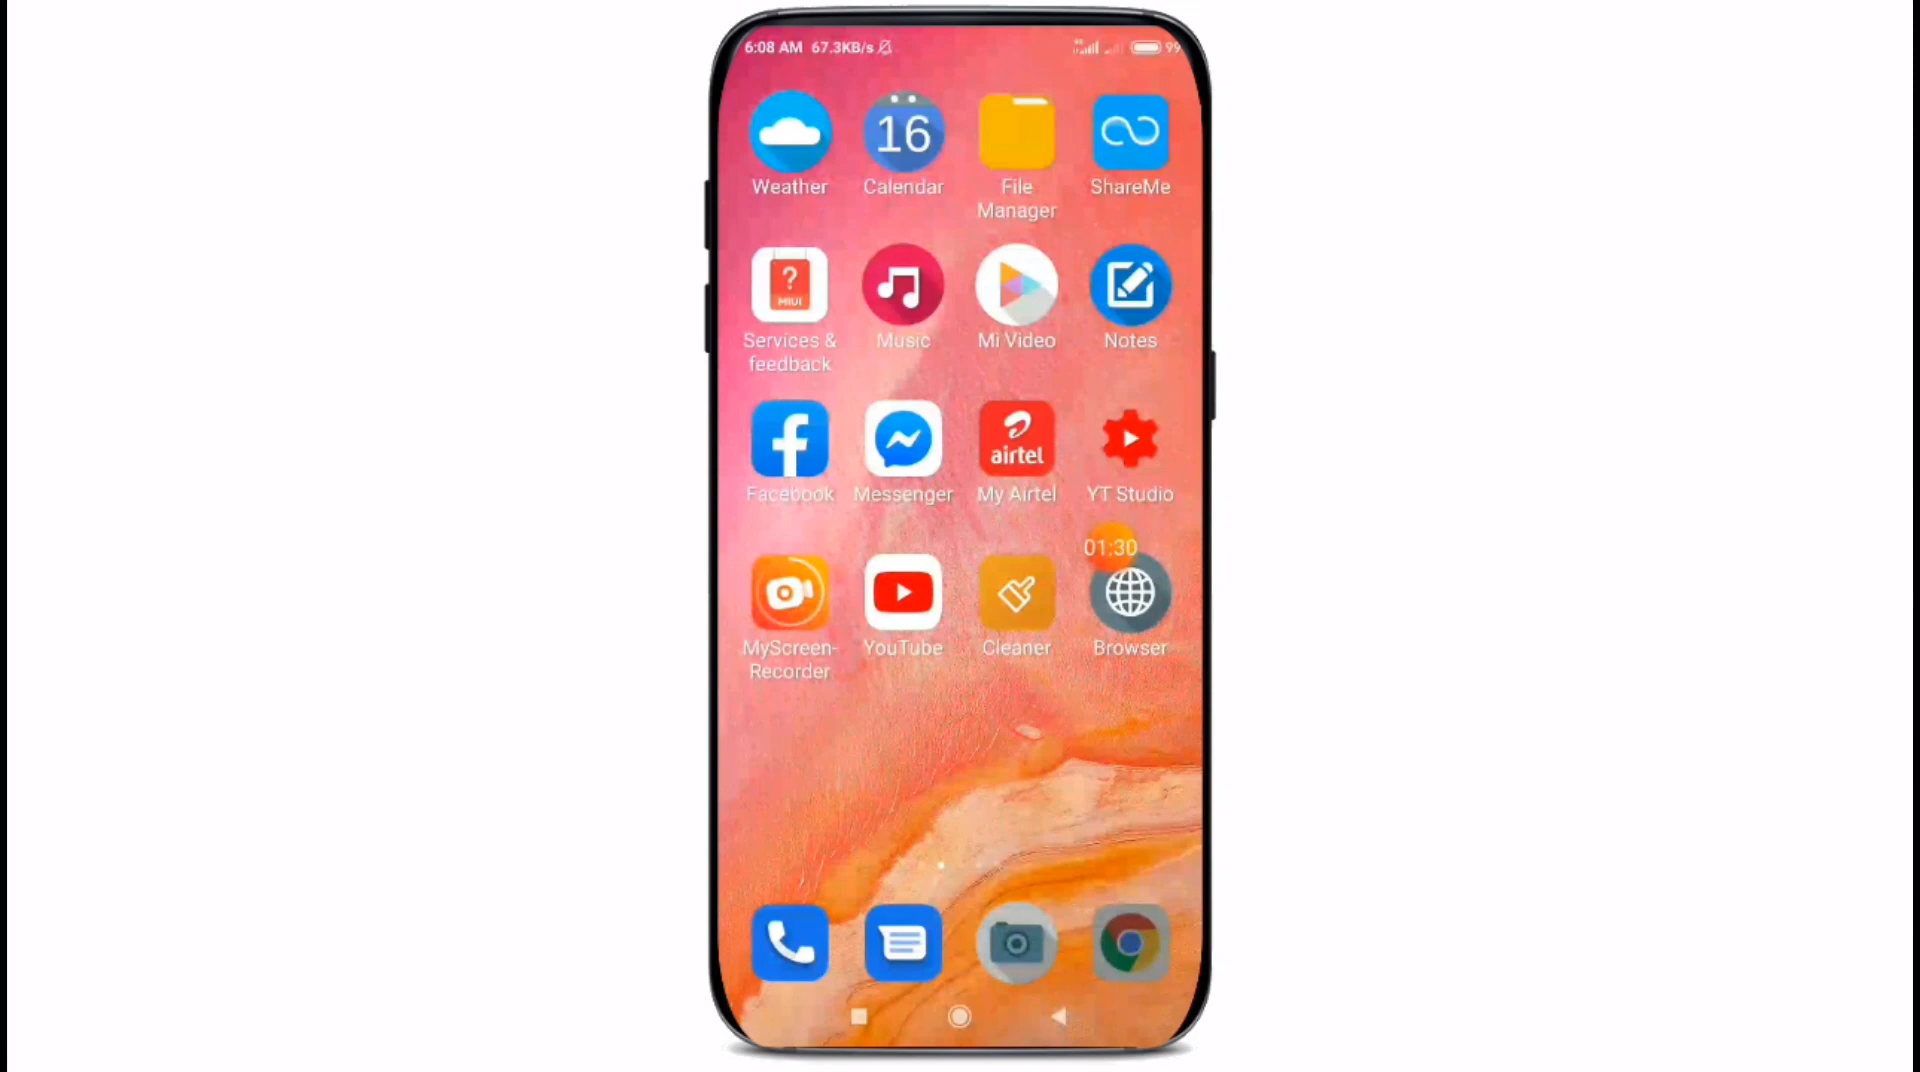 6:08 AM 67.3KB/s 99
16
Weather Calendar File Manager ShareMe
?
MIUI
Services & feedback Music Mi Video Notes
airtel
Facebook Messenger My Airtel YT Studio
01:30
MyScreen-Recorder YouTube Cleaner Browser